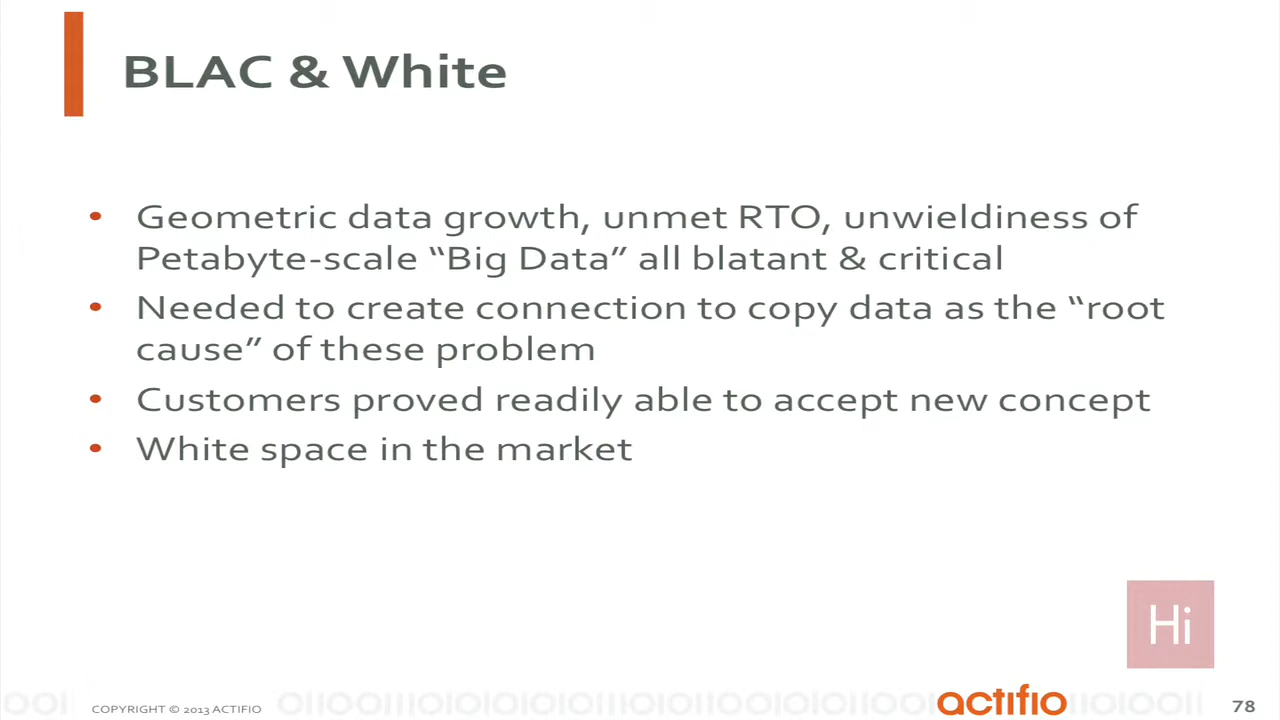 BLAC & White
• Geometric data growth, unmet RTO, unwieldiness of
Petabyte-scale “Big Data” all blatant & critical
• Needed to create connection to copy data as the “root
cause” of these problem
• Customers proved readily able to accept new concept
• White space in the market
Hi
COPYRIGHT © 2013 ACTIFIO
actifio
78